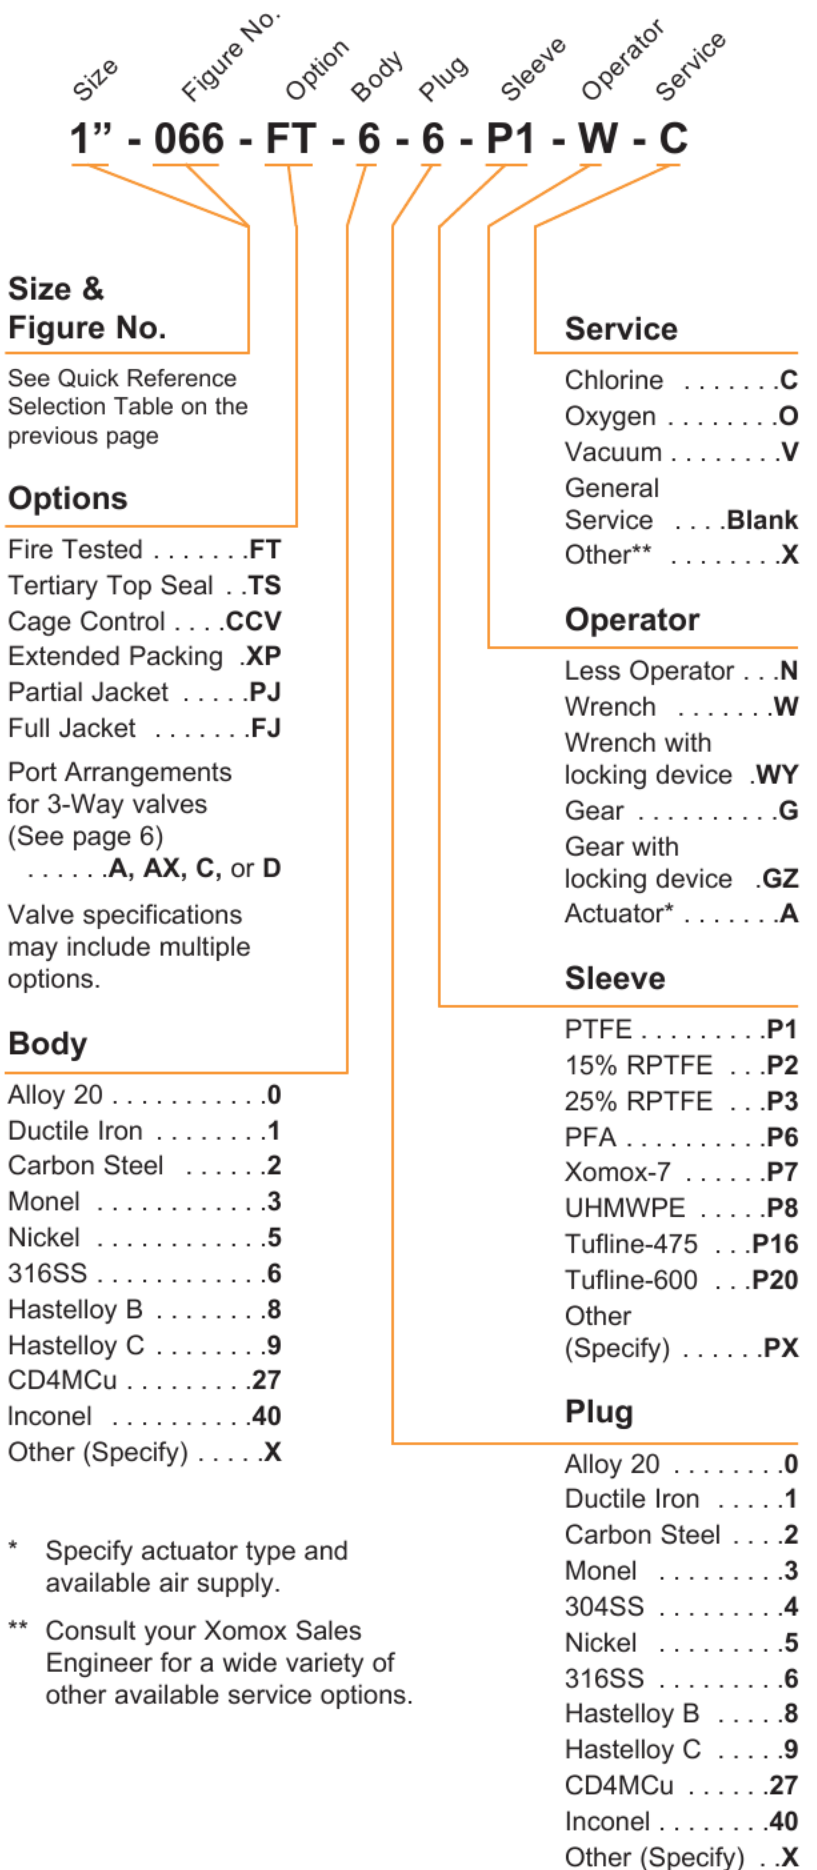 Size Figure No. Option Body Plug Sleeve Operator Service
1” - 066 - FT - 6 - 6 - P1 - W - C
Size &
Figure No.
See Quick Reference
Selection Table on the
previous page
Options
Fire Tested . . . . . . .FT
Tertiary Top Seal . .TS
Cage Control . . . .CCV
Extended Packing .XP
Partial Jacket . . . . .PJ
Full Jacket . . . . . . .FJ
Port Arrangements
for 3-Way valves
(See page 6)
. . . . . .A, AX, C, or D
Valve specifications
may include multiple
options.
Body
Alloy 20 . . . . . . . . . . .0
Ductile Iron . . . . . . . .1
Carbon Steel . . . . . .2
Monel . . . . . . . . . . . .3
Nickel . . . . . . . . . . . .5
316SS . . . . . . . . . . . .6
Hastelloy B . . . . . . . .8
Hastelloy C . . . . . . . .9
CD4MCu . . . . . . . . .27
Inconel . . . . . . . . . .40
Other (Specify) . . . . .X
* Specify actuator type and
available air supply.
** Consult your Xomox Sales
Engineer for a wide variety of
other available service options.
Service
Chlorine . . . . . . .C
Oxygen . . . . . . . .O
Vacuum . . . . . . . .V
General
Service . . . .Blank
Other** . . . . . . . .X
Operator
Less Operator . . .N
Wrench . . . . . . .W
Wrench with
locking device .WY
Gear . . . . . . . . . .G
Gear with
locking device .GZ
Actuator* . . . . . . .A
Sleeve
PTFE . . . . . . . . .P1
15% RPTFE . . .P2
25% RPTFE . . .P3
PFA . . . . . . . . . .P6
Xomox-7 . . . . . .P7
UHMWPE . . . . .P8
Tufline-475 . . .P16
Tufline-600 . . .P20
Other
(Specify) . . . . . .PX
Plug
Alloy 20 . . . . . . . .0
Ductile Iron . . . . .1
Carbon Steel . . . .2
Monel . . . . . . . . .3
304SS . . . . . . . . .4
Nickel . . . . . . . . .5
316SS . . . . . . . . .6
Hastelloy B . . . . .8
Hastelloy C . . . . .9
CD4MCu . . . . . .27
Inconel . . . . . . . .40
Other (Specify) . .X